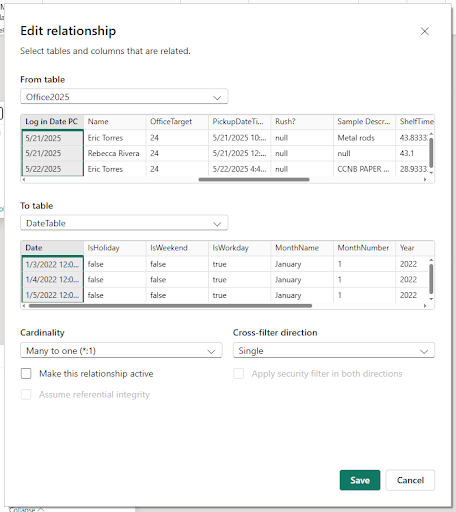 Edit relationship
Select tables and columns that are related.
From table
Office2025
Log in Date PC Name OfficeTarget PickupDateTi... Rush? Sample Descr... ShelfTime
5/21/2025 Eric Torres 24 5/21/2025 10:... null Metal rods 43.8333
5/21/2025 Rebecca Rivera 24 5/21/2025 12:... null null 43.1
5/22/2025 Eric Torres 24 5/22/2025 4:4... null CCNB PAPER ... 28.9333
To table
DateTable
Date IsHoliday IsWeekend IsWorkday MonthName MonthNumber Year
1/3/2022 12:0... false false true January 1 2022
1/4/2022 12:0... false false true January 1 2022
1/5/2022 12:0... false false true January 1 2022
Cardinality Cross-filter direction
Many to one (*:1) Single
Make this relationship active Apply security filter in both directions
Assume referential integrity
Save Cancel
Collapse